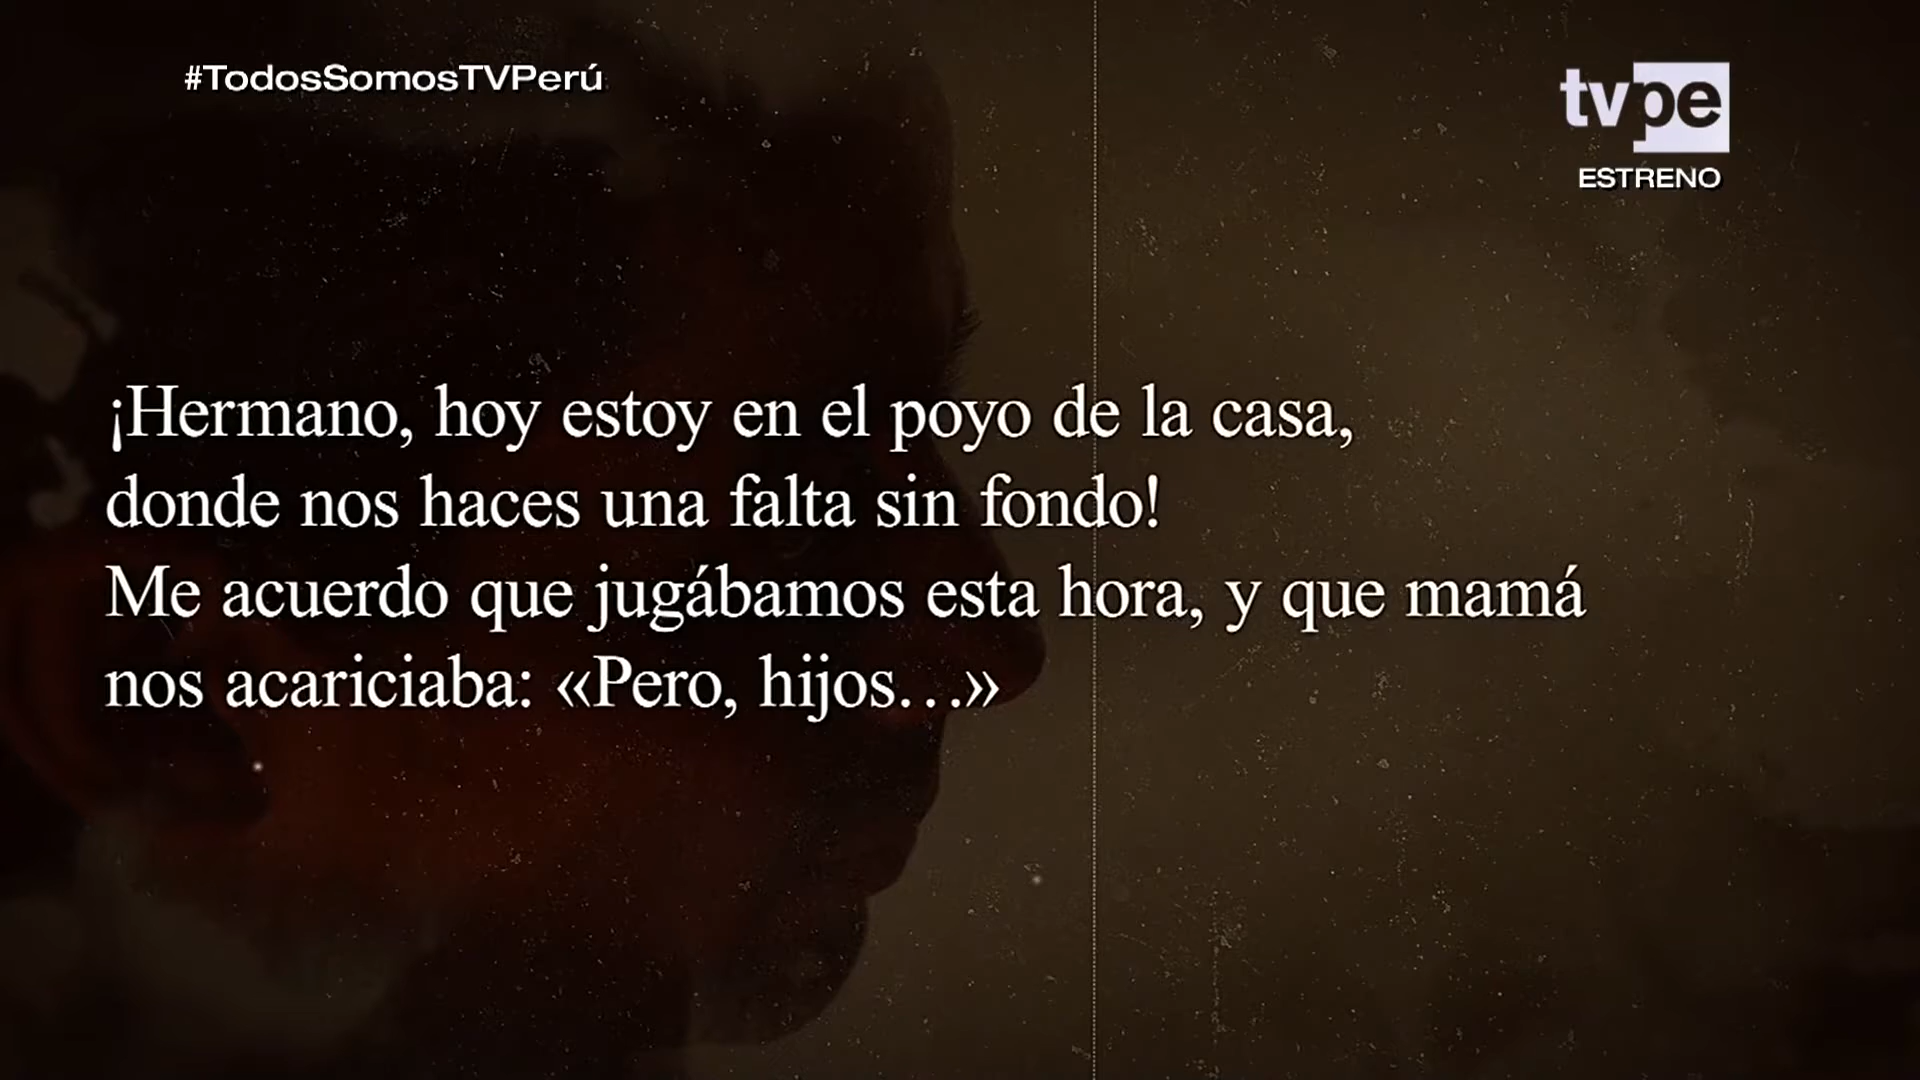 #TodosSomosTVPerú
tvpe
ESTRENO
¡Hermano, hoy estoy en el poyo de la casa,
donde nos haces una falta sin fondo!
Me acuerdo que jugábamos esta hora, y que mamá
nos acariciaba: «Pero, hijos…»